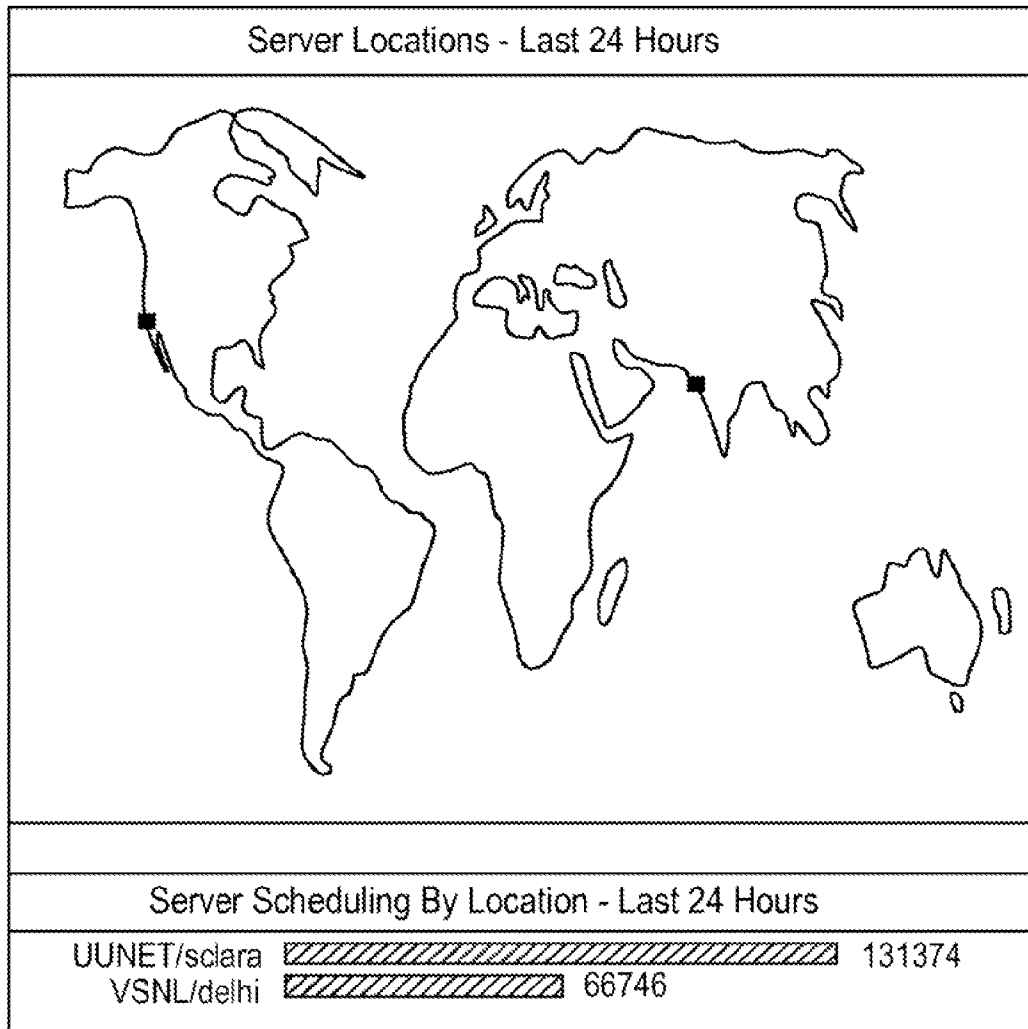 Server Locations - Last 24 Hours
Server Scheduling By Location - Last 24 Hours
UUNET/sclara 131374
VSNL/delhi 66746